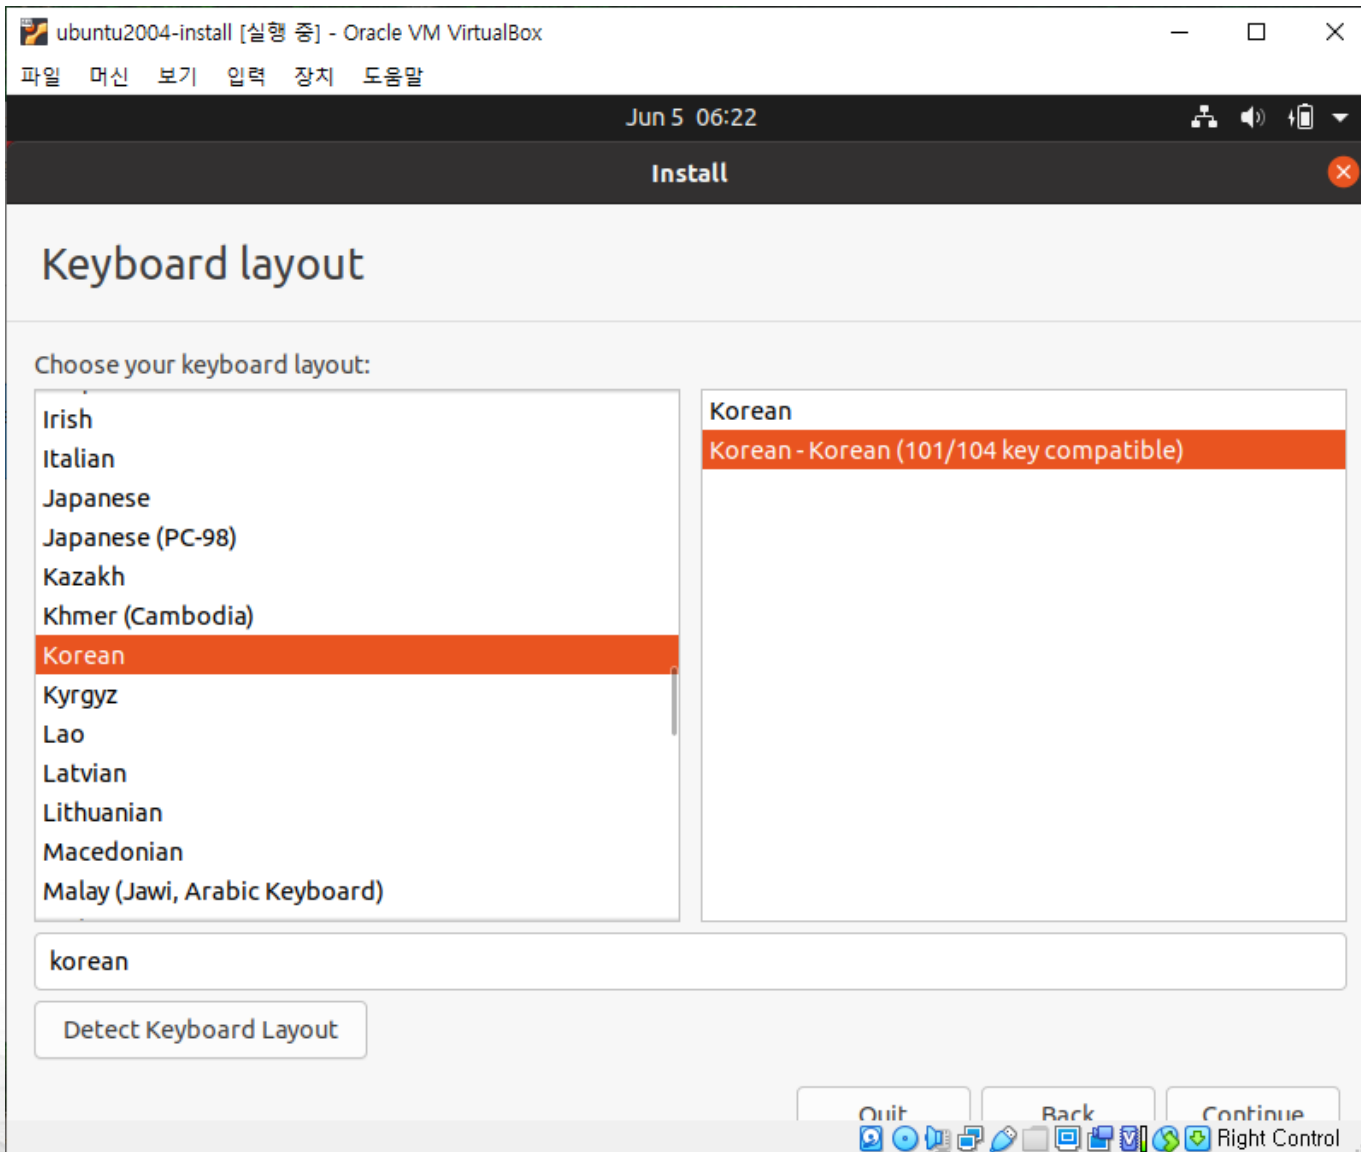 ubuntu2004-install [실행 중] - Oracle VM VirtualBox
파일 머신 보기 입력 장치 도움말
Jun 5 06:22
Install
Keyboard layout
Choose your keyboard layout:
Irish
Italian
Japanese
Japanese (PC-98)
Kazakh
Khmer (Cambodia)
Korean
Kyrgyz
Lao
Latvian
Lithuanian
Macedonian
Malay (Jawi, Arabic Keyboard)
Korean
Korean - Korean (101/104 key compatible)
korean
Detect Keyboard Layout
Quit Back Continue
Right Control